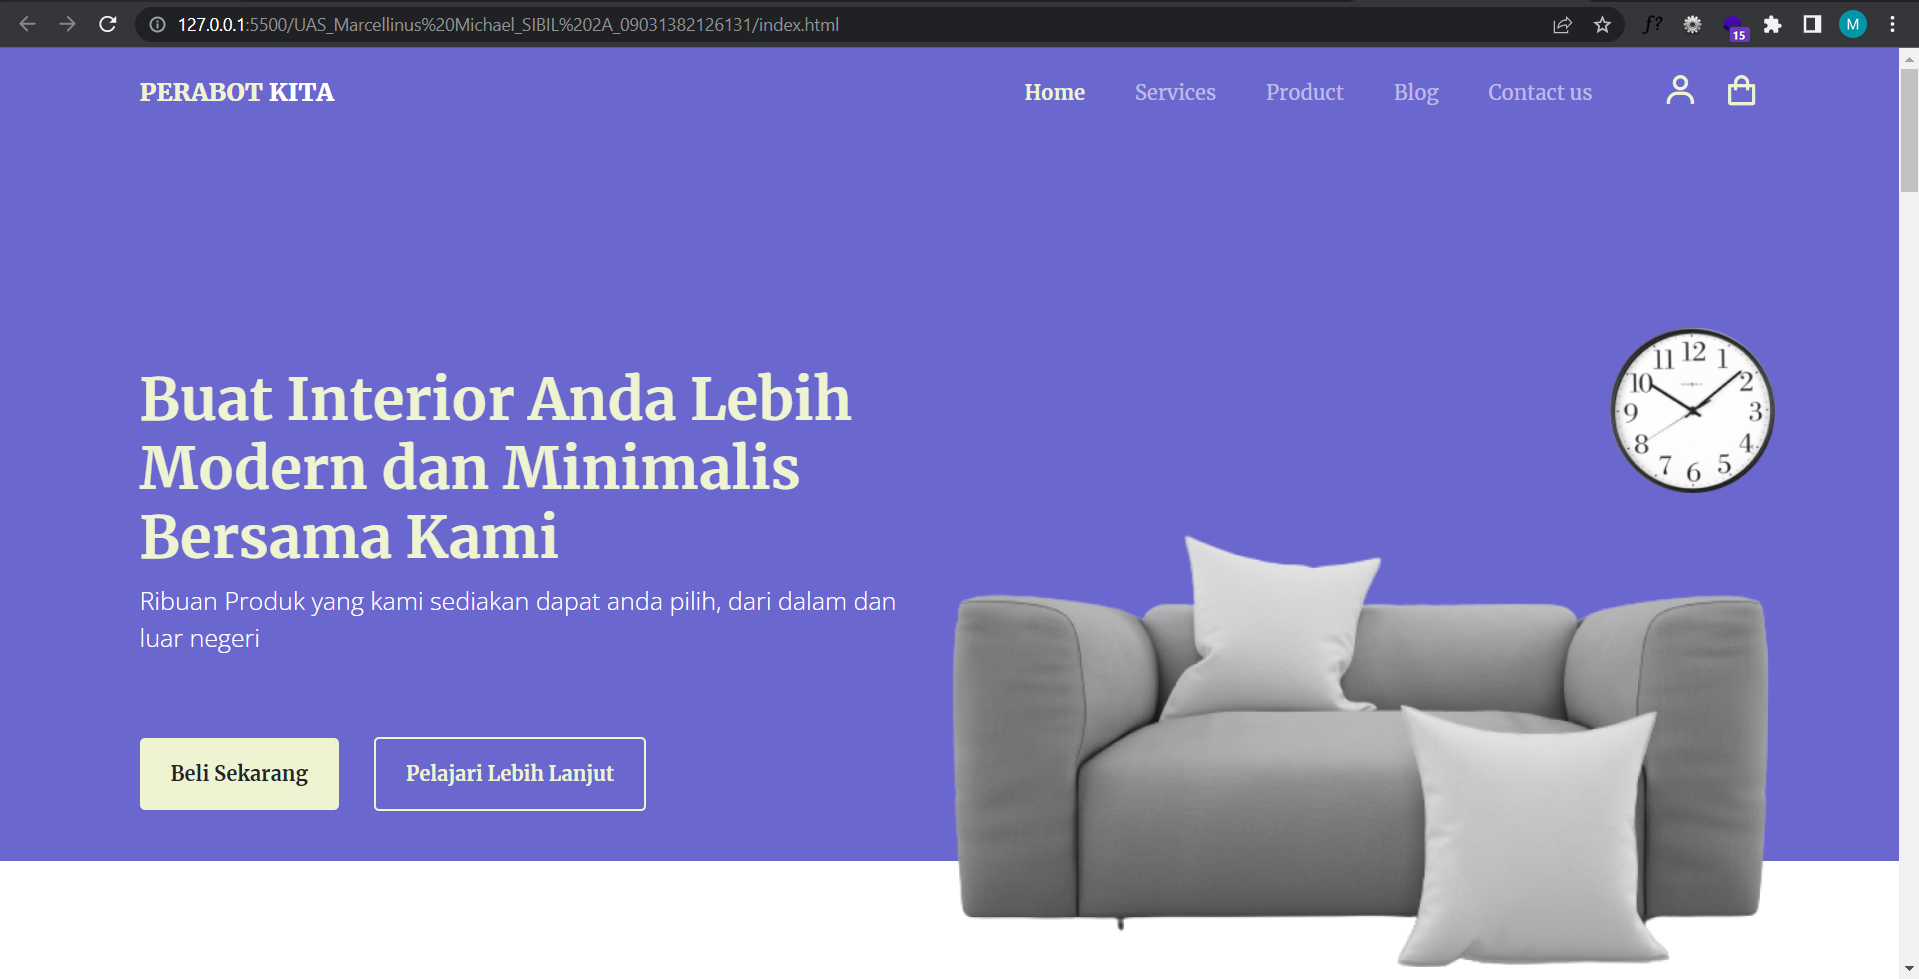 127.0.0.1:5500/UAS_Marcellinus%20Michael_SIBIL%202A_09031382126131/index.html
f?
15
M
PERABOT KITA
Home
Services
Product
Blog
Contact us
Buat Interior Anda Lebih
Modern dan Minimalis
Bersama Kami
Ribuan Produk yang kami sediakan dapat anda pilih, dari dalam dan
luar negeri
Beli Sekarang
Pelajari Lebih Lanjut
12
1
2
3
4
5
6
7
8
9
10
11